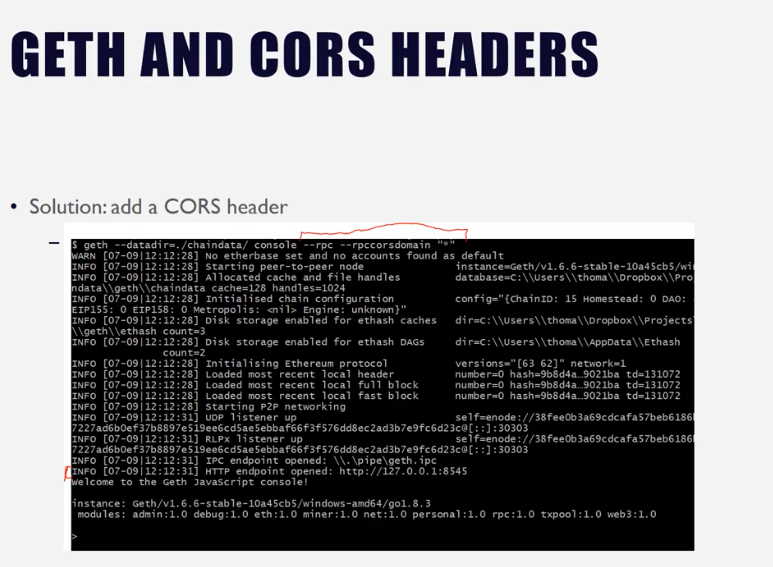 GETH AND CORS HEADERS
• Solution: add a CORS header
–
$ geth --datadir=./chaindata/ console --rpc --rpccorsdomain "*"
WARN [07-09|12:12:28] No etherbase set and no accounts found as default
INFO [07-09|12:12:28] Starting peer-to-peer node instance=Geth/v1.6.6-stable-10a45cb5/wi
INFO [07-09|12:12:28] Allocated cache and file handles database=C:\\Users\\thoma\\Dropbox\\Pro
ndata\\geth\\chaindata cache=128 handles=1024
INFO [07-09|12:12:28] Initialised chain configuration config="{ChainID: 15 Homestead: 0 DAO:
EIP155: 0 EIP158: 0 Metropolis: <nil> Engine: unknown}"
INFO [07-09|12:12:28] Disk storage enabled for ethash caches dir=C:\\Users\\thoma\\Dropbox\\Projects
\\geth\\ethash count=3
INFO [07-09|12:12:28] Disk storage enabled for ethash DAGs dir=C:\\Users\\thoma\\AppData\\Ethash
count=2
INFO [07-09|12:12:28] Initialising Ethereum protocol versions="[63 62]" network=1
INFO [07-09|12:12:28] Loaded most recent local header number=0 hash=9b8d4a…9021ba td=131072
INFO [07-09|12:12:28] Loaded most recent local full block number=0 hash=9b8d4a…9021ba td=131072
INFO [07-09|12:12:28] Loaded most recent local fast block number=0 hash=9b8d4a…9021ba td=131072
INFO [07-09|12:12:28] Starting P2P networking
INFO [07-09|12:12:31] UDP listener up self=enode://38fee0b3a69cdcafa57beb6186b
7227ad6b0ef37b8897e519ee6cd5ae5ebbaf66f3f576dd8ec2ad3b7e9fc6d23c@[::]:30303
INFO [07-09|12:12:31] RLPx listener up self=enode://38fee0b3a69cdcafa57beb6186b
7227ad6b0ef37b8897e519ee6cd5ae5ebbaf66f3f576dd8ec2ad3b7e9fc6d23c@[::]:30303
INFO [07-09|12:12:31] IPC endpoint opened: \\.\pipe\geth.ipc
INFO [07-09|12:12:31] HTTP endpoint opened: http://127.0.0.1:8545
Welcome to the Geth JavaScript console!
instance: Geth/v1.6.6-stable-10a45cb5/windows-amd64/go1.8.3
modules: admin:1.0 debug:1.0 eth:1.0 miner:1.0 net:1.0 personal:1.0 rpc:1.0 txpool:1.0 web3:1.0
>